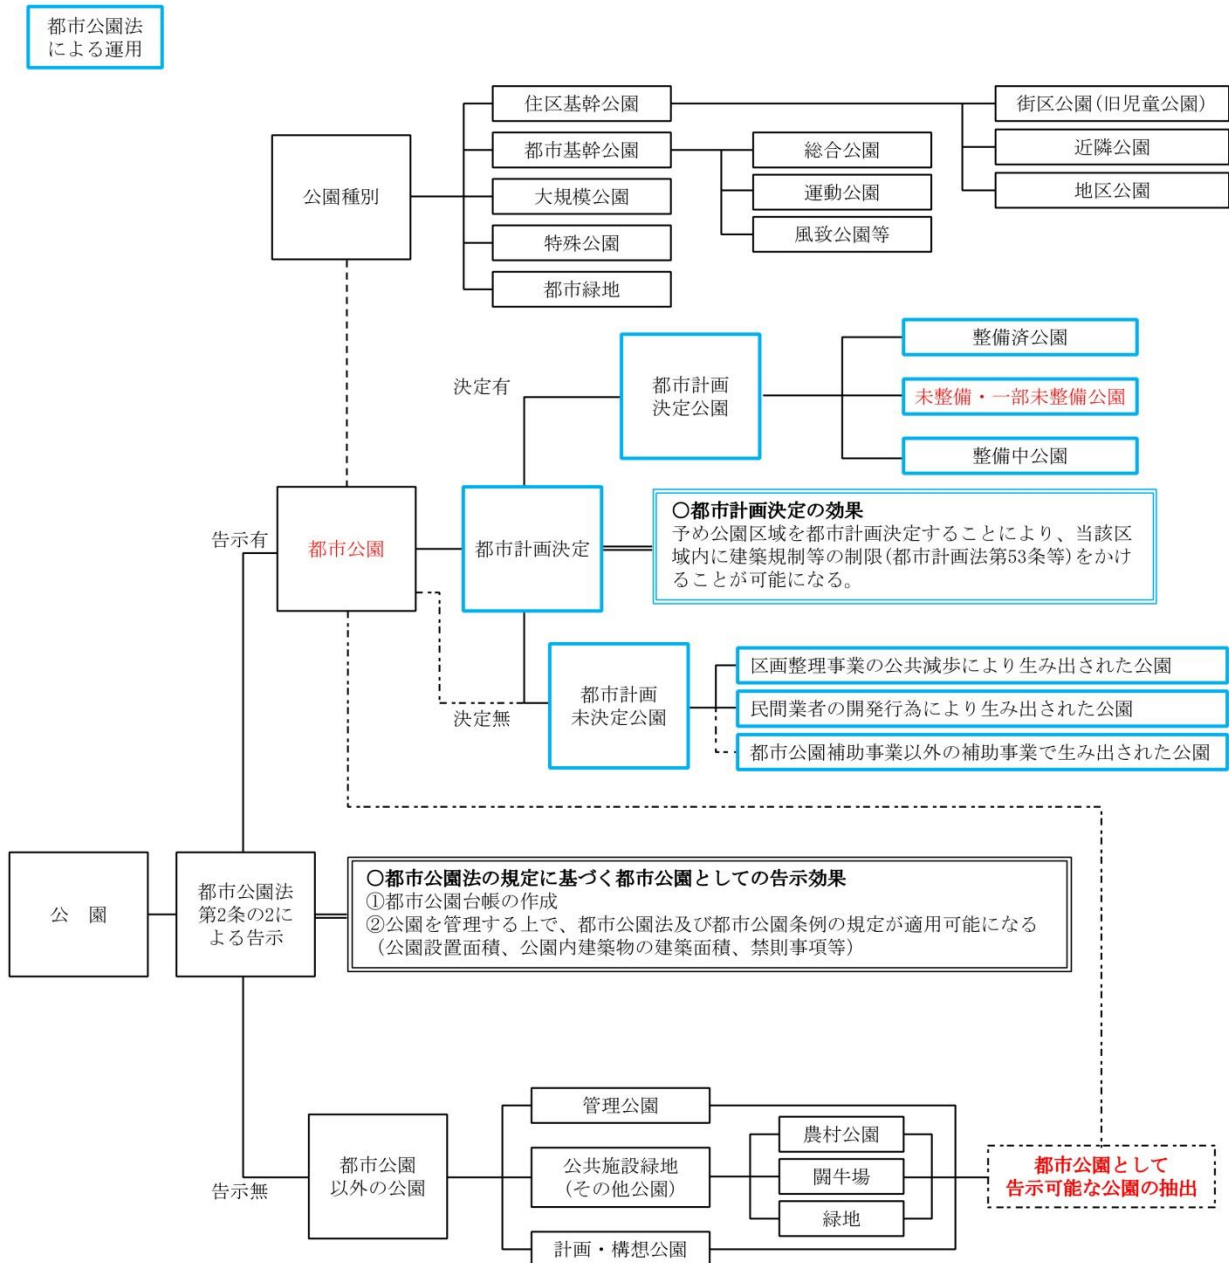 都市公園法
による運用
公園種別
住区基幹公園
都市基幹公園
大規模公園
特殊公園
都市緑地
総合公園
運動公園
風致公園等
街区公園(旧児童公園)
近隣公園
地区公園
告示有
都市公園
都市計画決定
決定有
都市計画
決定公園
整備済公園
未整備・一部未整備公園
整備中公園
〇都市計画決定の効果
予め公園区域を都市計画決定することにより、当該区
域内に建築規制等の制限(都市計画法第53条等)をかけ
ることが可能になる。
決定無
都市計画
未決定公園
区画整理事業の公共減歩により生み出された公園
民間業者の開発行為により生み出された公園
都市公園補助事業以外の補助事業で生み出された公園
公　園
都市公園法
第2条の2に
よる告示
〇都市公園法の規定に基づく都市公園としての告示効果
①都市公園台帳の作成
②公園を管理する上で、都市公園法及び都市公園条例の規定が適用可能になる
（公園設置面積、公園内建築物の建築面積、禁則事項等）
告示無
都市公園
以外の公園
管理公園
公共施設緑地
(その他公園)
計画・構想公園
農村公園
闘牛場
緑地
都市公園として
告示可能な公園の抽出